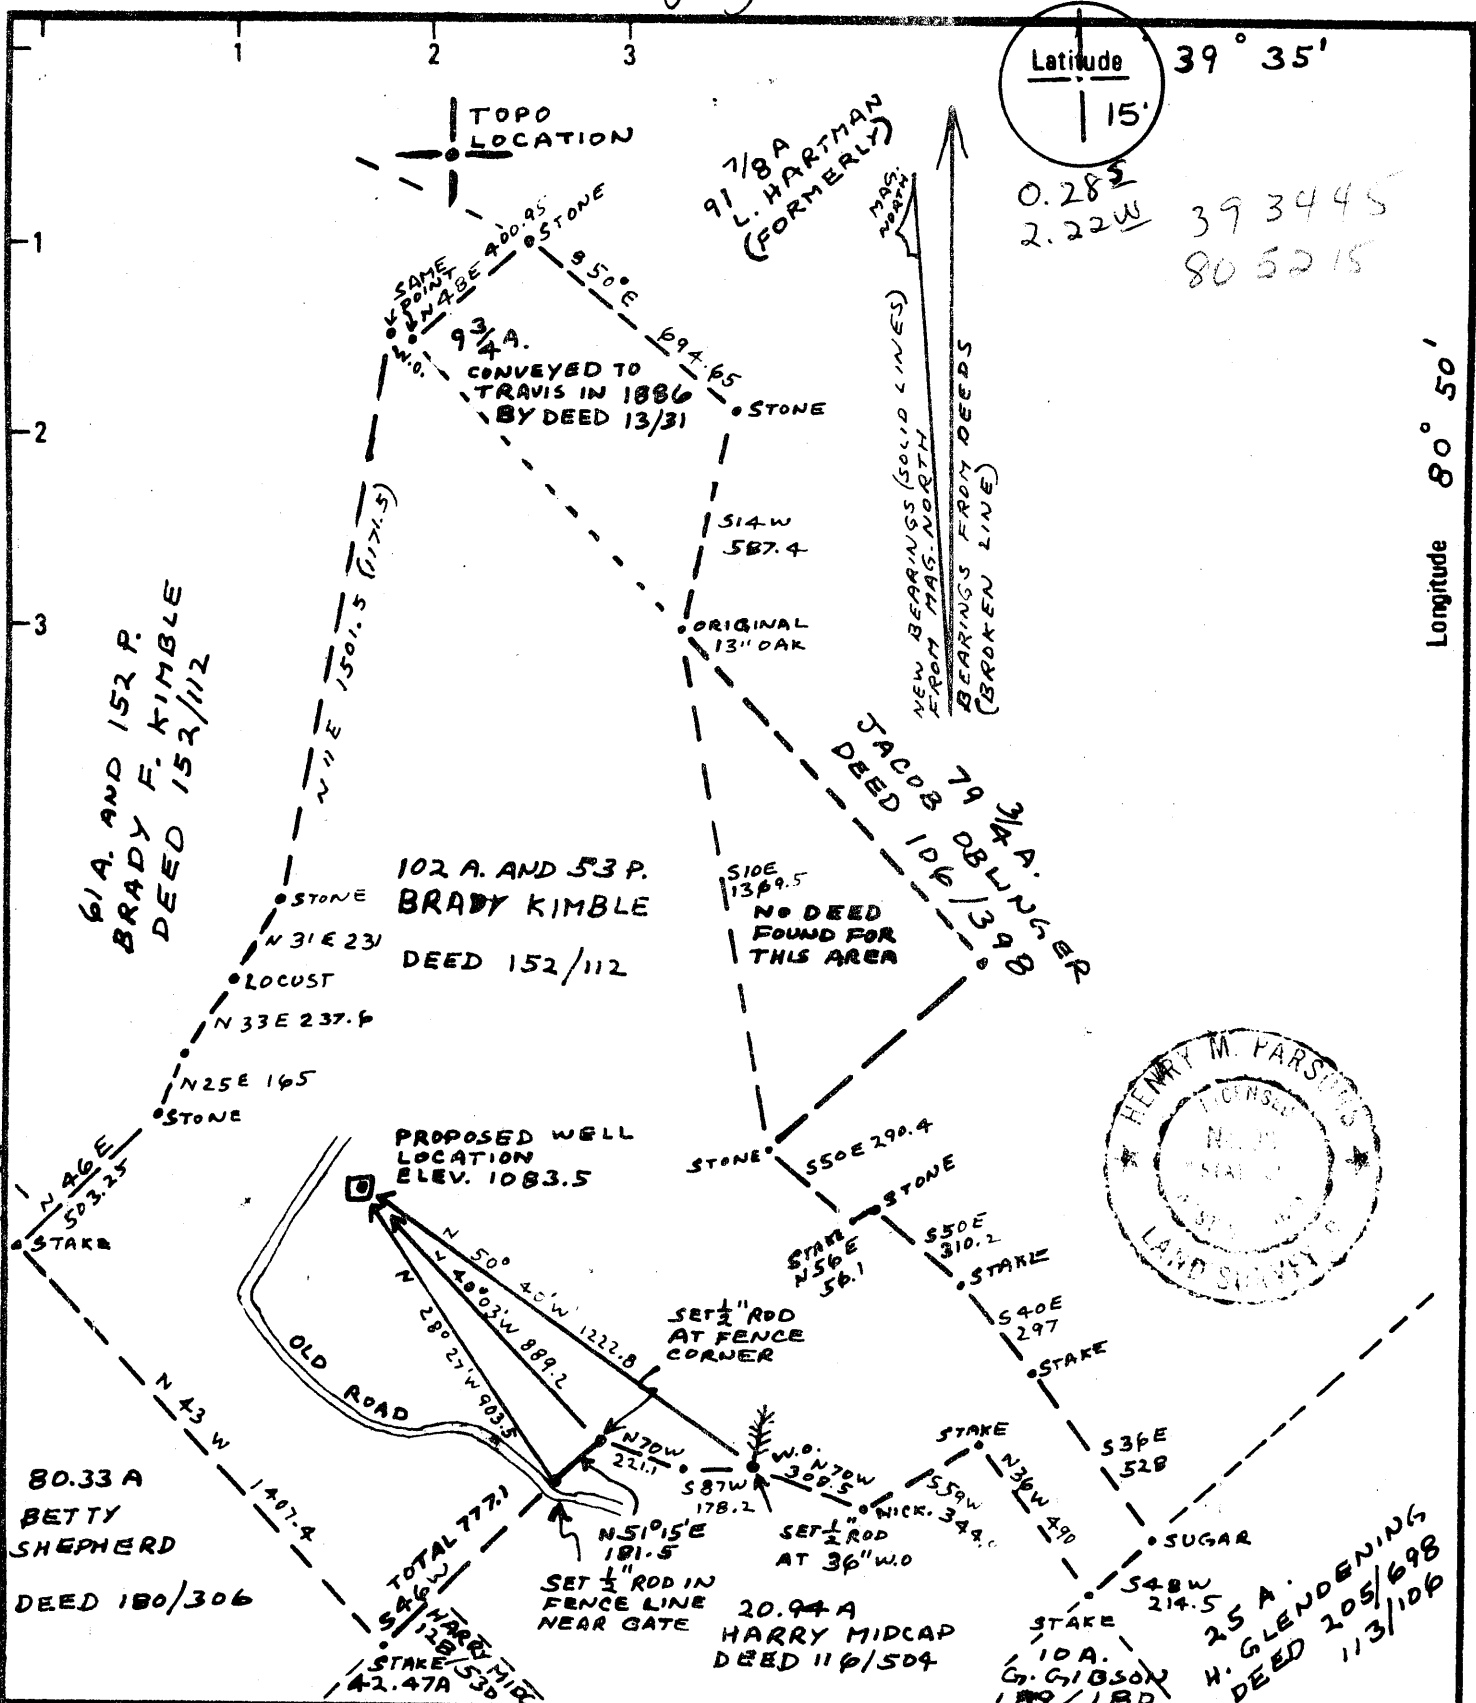 1
2
3
Latitude
39° 35'
15'
0.28S
2.22W
393445
805215
TOPO
LOCATION
91 7/8 A
L. HARTMAN
(FORMERLY)
MAG.
NORTH
STONE
N48E 400.95
SAME
POINT
W.O.
S50°E
694.65
9 3/4 A.
CONVEYED TO
TRAVIS IN 1886
BY DEED 13/31
STONE
1
2
3
S14W
587.4
ORIGINAL
13" OAK
NEW BEARINGS (SOLID LINES)
FROM MAG. NORTH
BEARINGS FROM DEEDS
(BROKEN LINE)
Longitude 80° 50'
N11E 1501.5 (1171.5)
61 A. AND 152 P.
BRADY F. KIMBLE
DEED 152/112
79 3/4 A.
JACOB OBLINGER
DEED 106/398
STONE
102 A. AND 53 P.
BRADY KIMBLE
DEED 152/112
S10E
1369.5
NO DEED
FOUND FOR
THIS AREA
N31E 231
LOCUST
N33E 237.6
N25E 165
STONE
N46E
503.25
STAKE
PROPOSED WELL
LOCATION
ELEV. 1083.5
STONE
S50E 290.4
STONE
STAKE
N56E
56.1
S50E
310.2
STAKE
S40E
297
STAKE
HENRY M. PARSONS
LICENSED
LAND SURVEYOR
N 50° 40'W 1222.8
N 40°03'W 889.2
N 28° 27'W 903.5
SET 1/2" ROD
AT FENCE
CORNER
OLD
ROAD
N43W 1407.4
N70W
221.1
S87W
178.2
W.O.
N70W
308.5
STAKE
S59W
HICK.
N36W
490
S36E
528
SUGAR
S48W
214.5
80.33 A
BETTY
SHEPHERD
DEED 180/306
TOTAL 777.1
S46W
N51°15'E
181.5
SET 1/2" ROD IN
FENCE LINE
NEAR GATE
SET 1/2" ROD
AT 36" W.O
20.94 A
HARRY MIDCAP
DEED 116/504
STAKE
42.47A
STAKE
10 A.
G. GIBSON
25 A.
H. GLENDENING
DEED 205/698
113/106